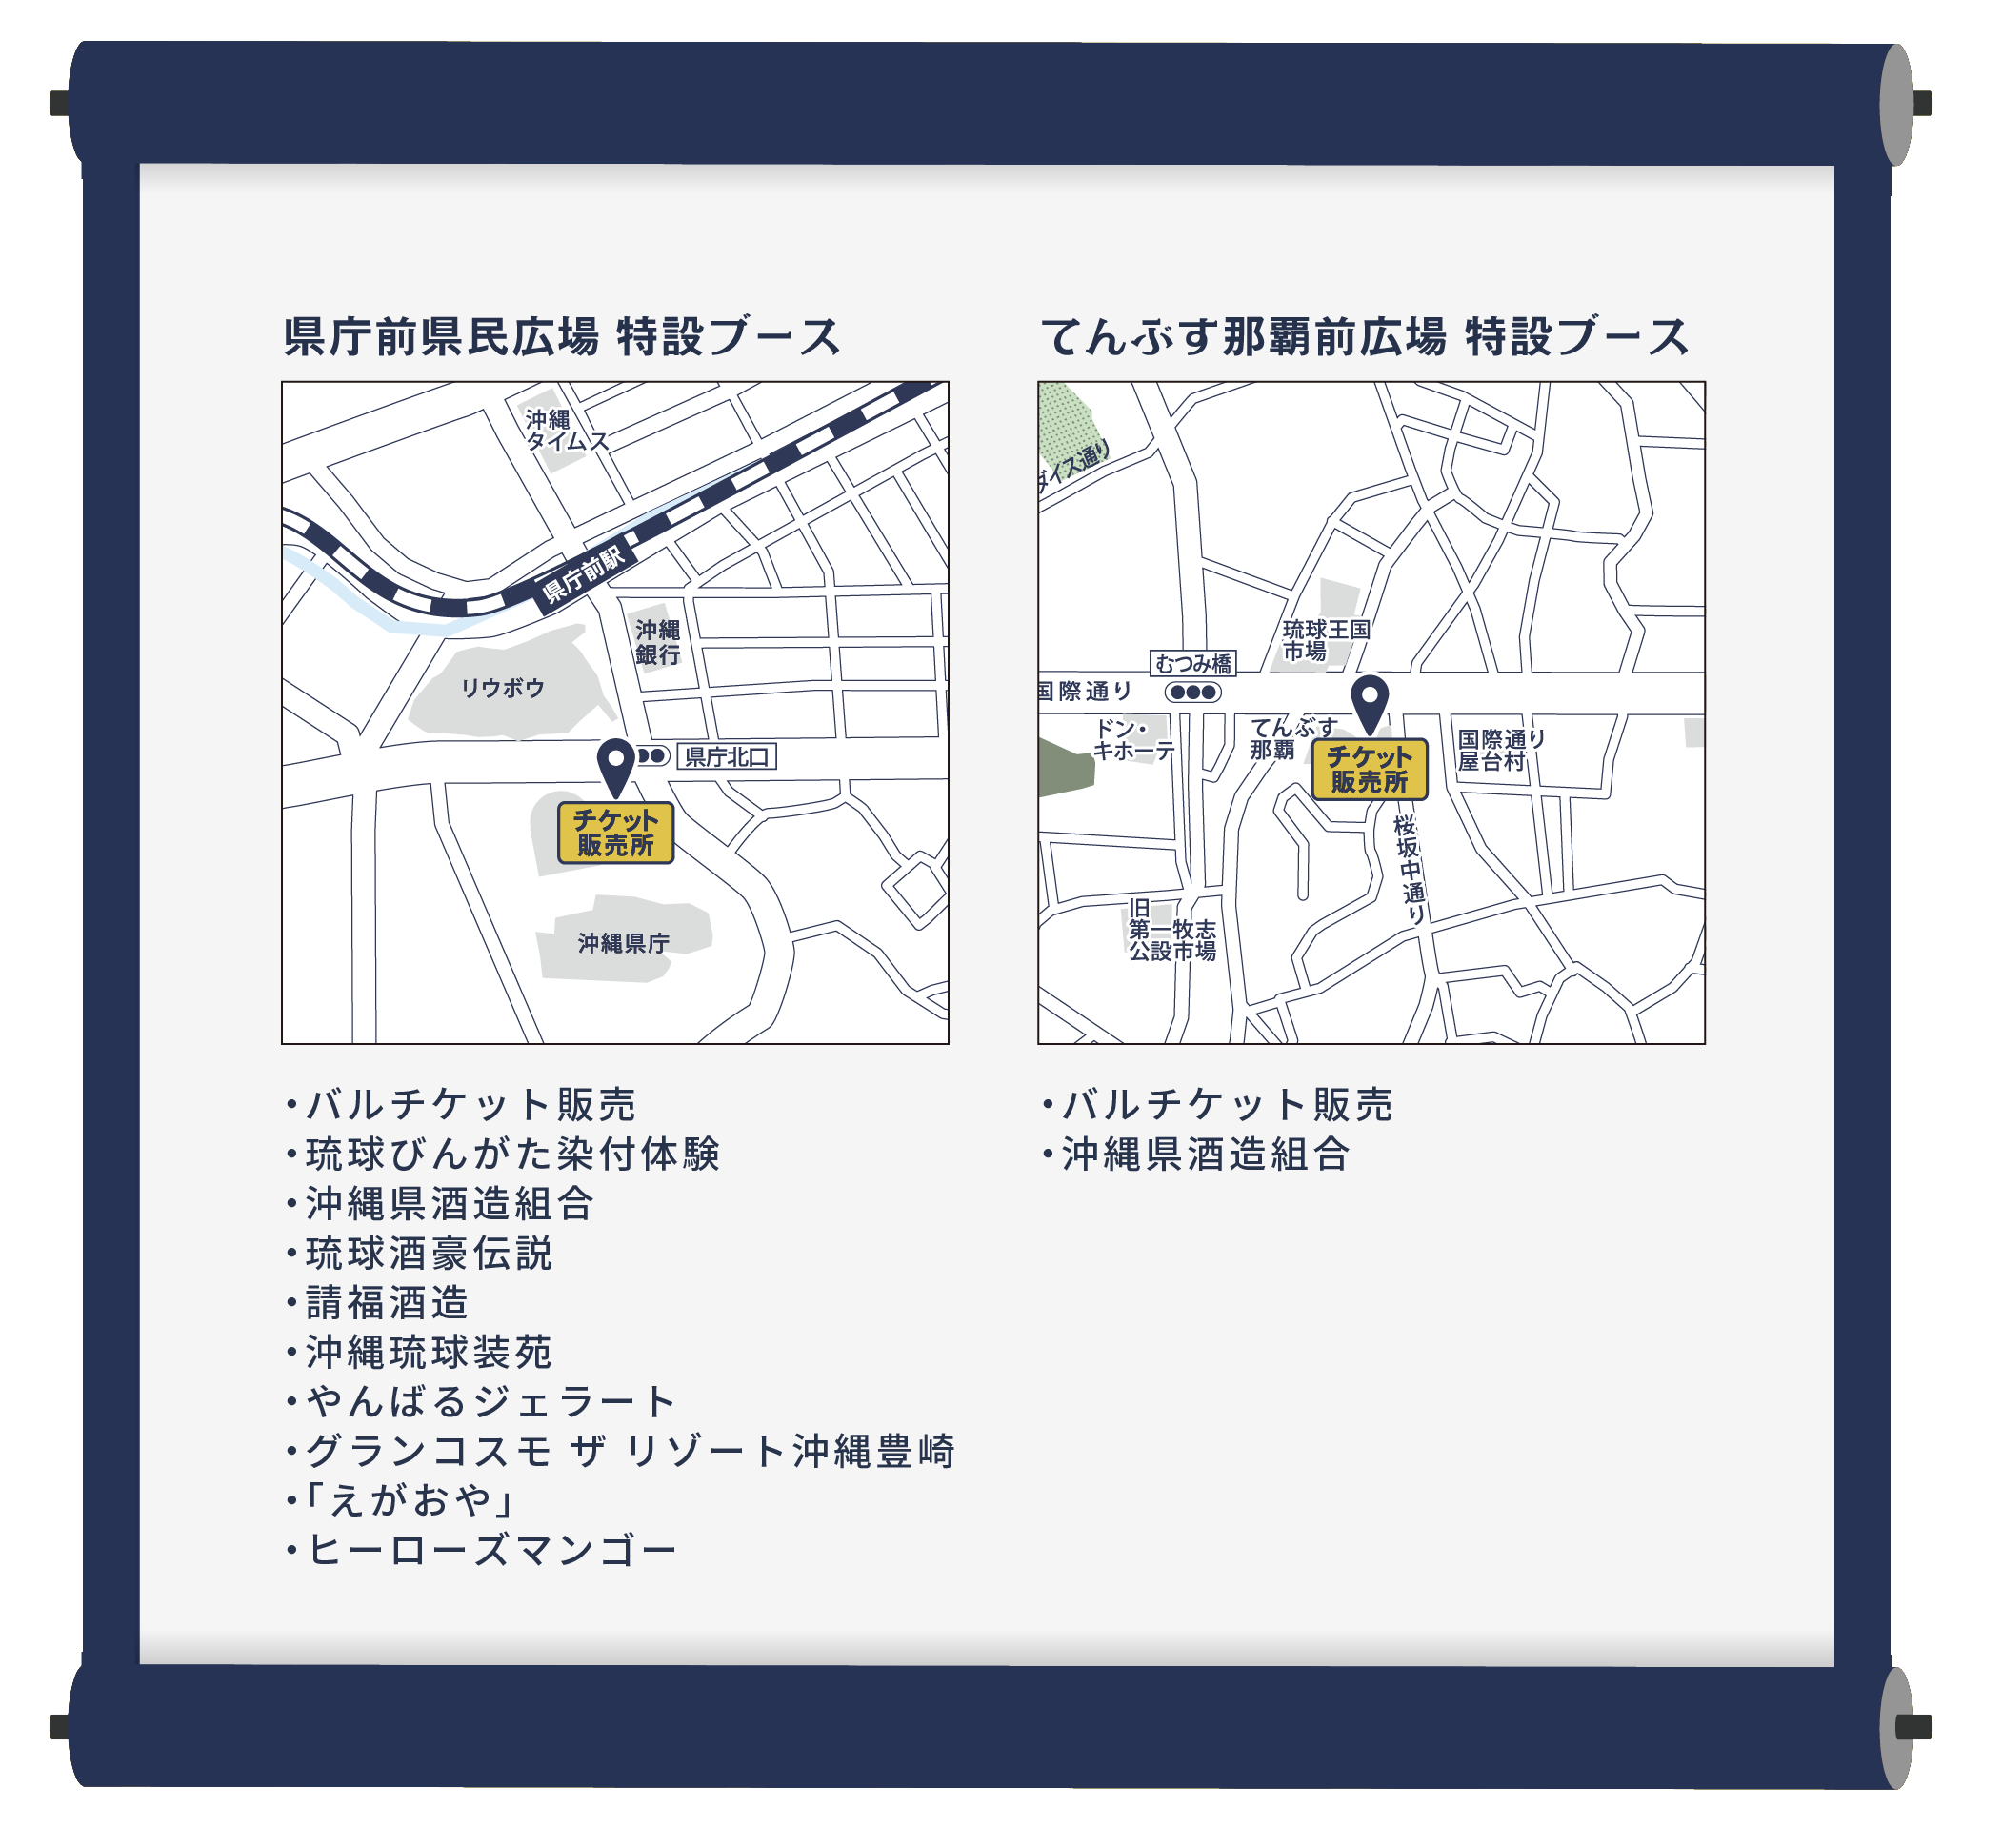 県庁前県民広場 特設ブース
沖縄
タイムス
県庁前駅
沖縄
銀行
リウボウ
県庁北口
チケット
販売所
沖縄県庁
・バルチケット販売
・琉球びんがた染付体験
・沖縄県酒造組合
・琉球酒豪伝説
・請福酒造
・沖縄琉球装苑
・やんばるジェラート
・グランコスモ ザ リゾート沖縄豊崎
・「えがおや」
・ヒーローズマンゴー
てんぶす那覇前広場 特設ブース
イス通り
琉球王国
市場
むつみ橋
国際通り
ドン・
キホーテ
てんぶす
那覇
チケット
販売所
国際通り
屋台村
桜坂中通り
旧
第一牧志
公設市場
・バルチケット販売
・沖縄県酒造組合